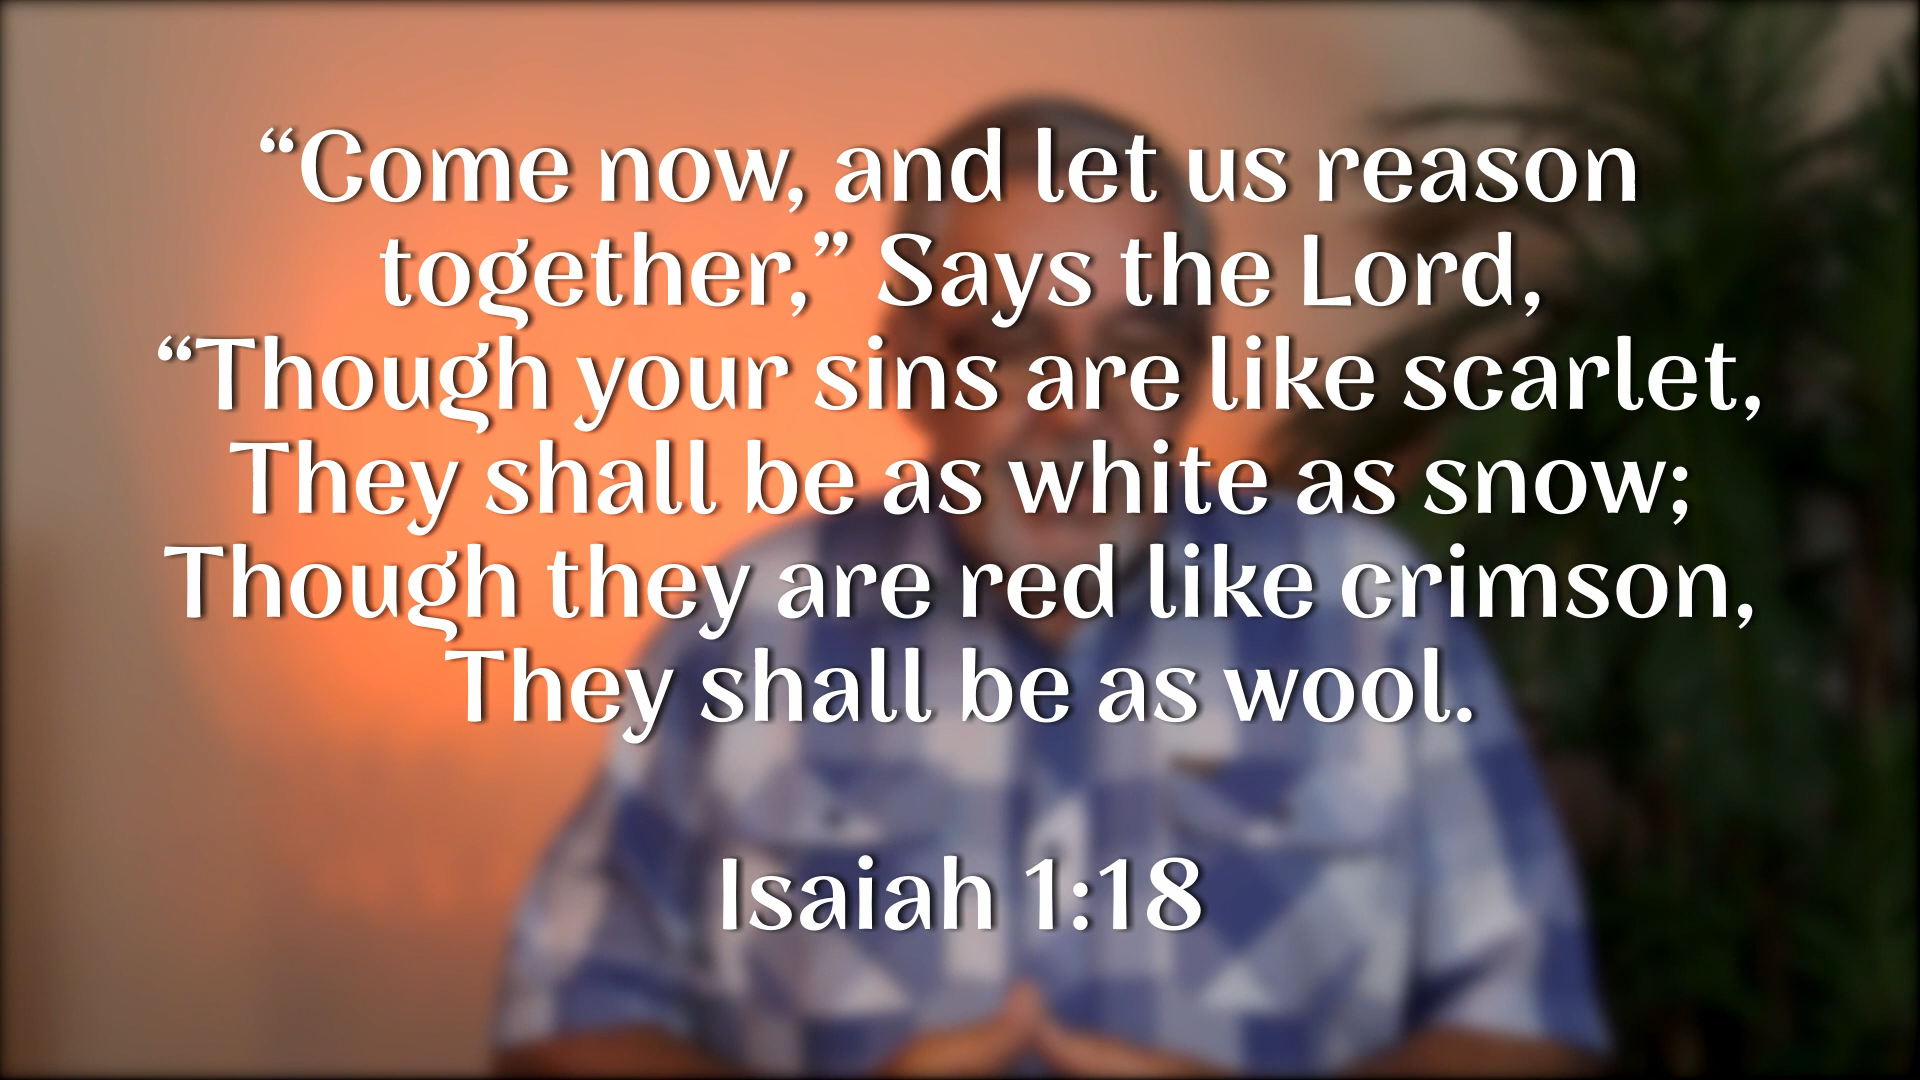 “Come now, and let us reason
together,” Says the Lord,
“Though your sins are like scarlet,
They shall be as white as snow;
Though they are red like crimson,
They shall be as wool.
Isaiah 1:18